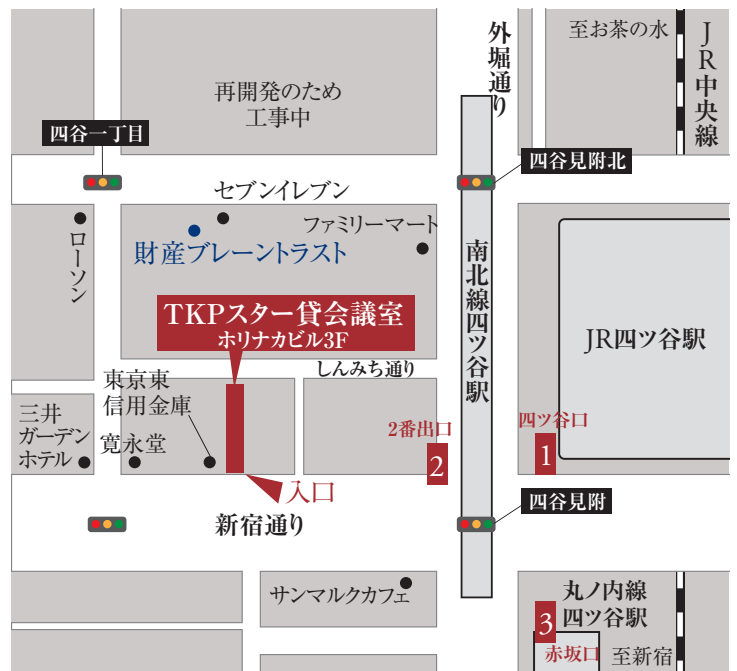 外堀通り
至お茶の水
JR中央線
再開発のため
工事中
四谷一丁目
四谷見附北
セブンイレブン
ファミリーマート
ローソン
財産ブレーントラスト
南北線四ツ谷駅
TKPスター貸会議室
ホリナカビル3F
JR四ツ谷駅
しんみち通り
東京東
信用金庫
三井
ガーデン
ホテル
寛永堂
2番出口
2
四ツ谷口
1
入口
新宿通り
四谷見附
サンマルクカフェ
丸ノ内線
四ツ谷駅
3
赤坂口
至新宿